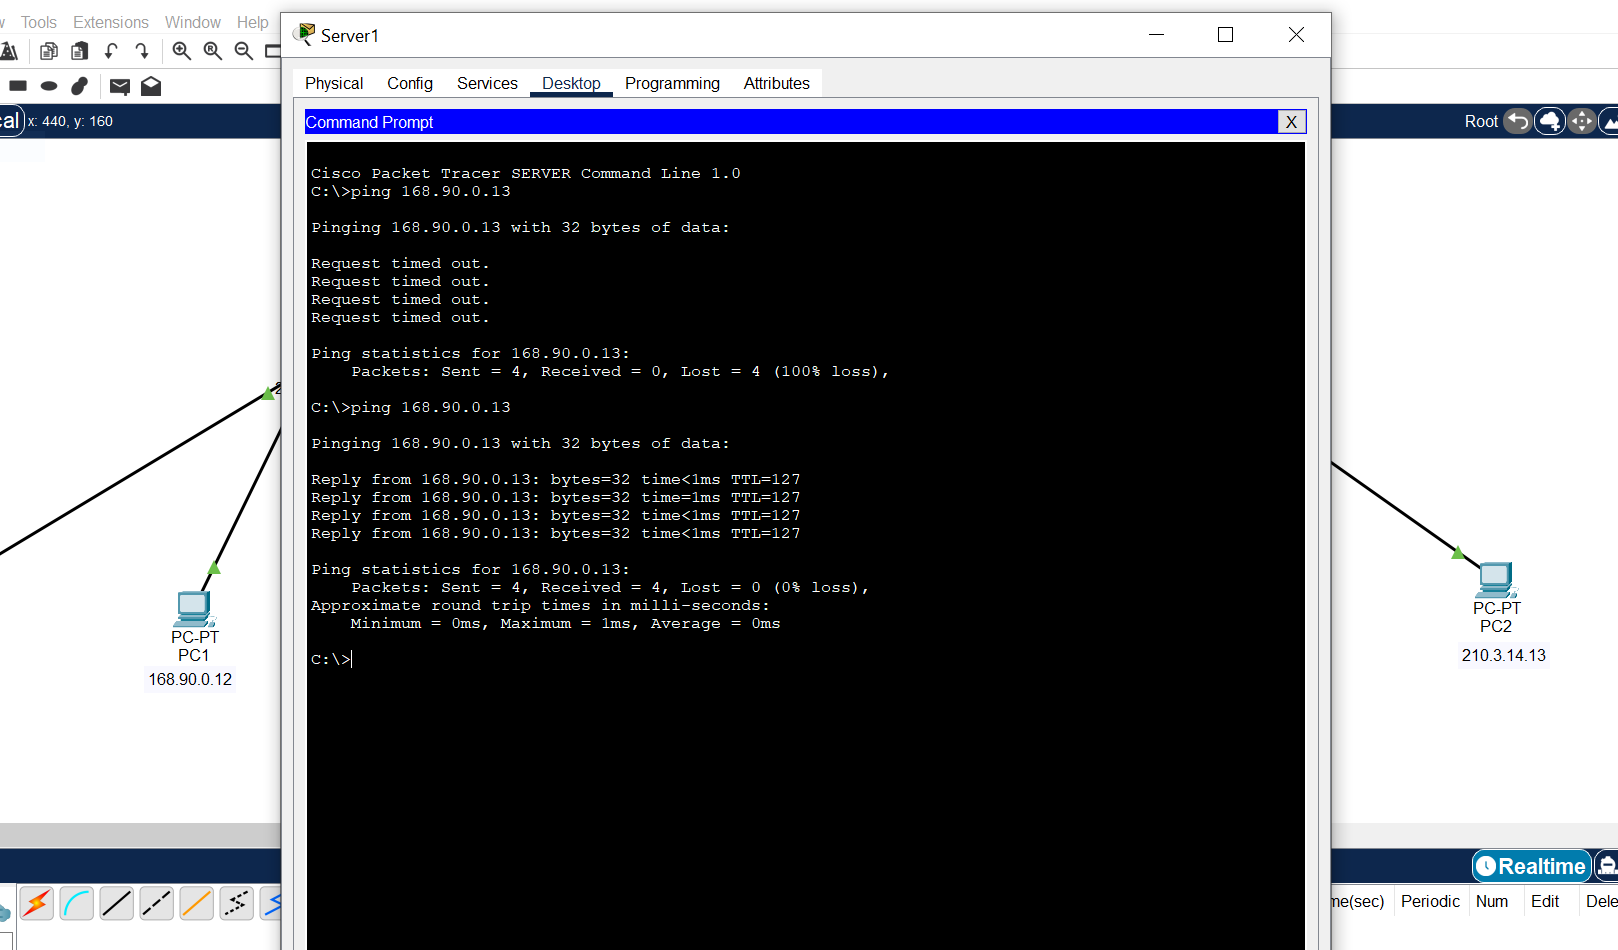 Tools Extensions Window Help
Server1
Physical Config Services Desktop Programming Attributes
x: 440, y: 160
Root
Command Prompt
X
Cisco Packet Tracer SERVER Command Line 1.0
C:\>ping 168.90.0.13
Pinging 168.90.0.13 with 32 bytes of data:
Request timed out.
Request timed out.
Request timed out.
Request timed out.
Ping statistics for 168.90.0.13:
Packets: Sent = 4, Received = 0, Lost = 4 (100% loss),
C:\>ping 168.90.0.13
Pinging 168.90.0.13 with 32 bytes of data:
Reply from 168.90.0.13: bytes=32 time<1ms TTL=127
Reply from 168.90.0.13: bytes=32 time=1ms TTL=127
Reply from 168.90.0.13: bytes=32 time<1ms TTL=127
Reply from 168.90.0.13: bytes=32 time<1ms TTL=127
Ping statistics for 168.90.0.13:
Packets: Sent = 4, Received = 4, Lost = 0 (0% loss),
Approximate round trip times in milli-seconds:
Minimum = 0ms, Maximum = 1ms, Average = 0ms
C:\>
PC-PT
PC1
168.90.0.12
PC-PT
PC2
210.3.14.13
Realtime
me(sec) Periodic Num Edit Dele